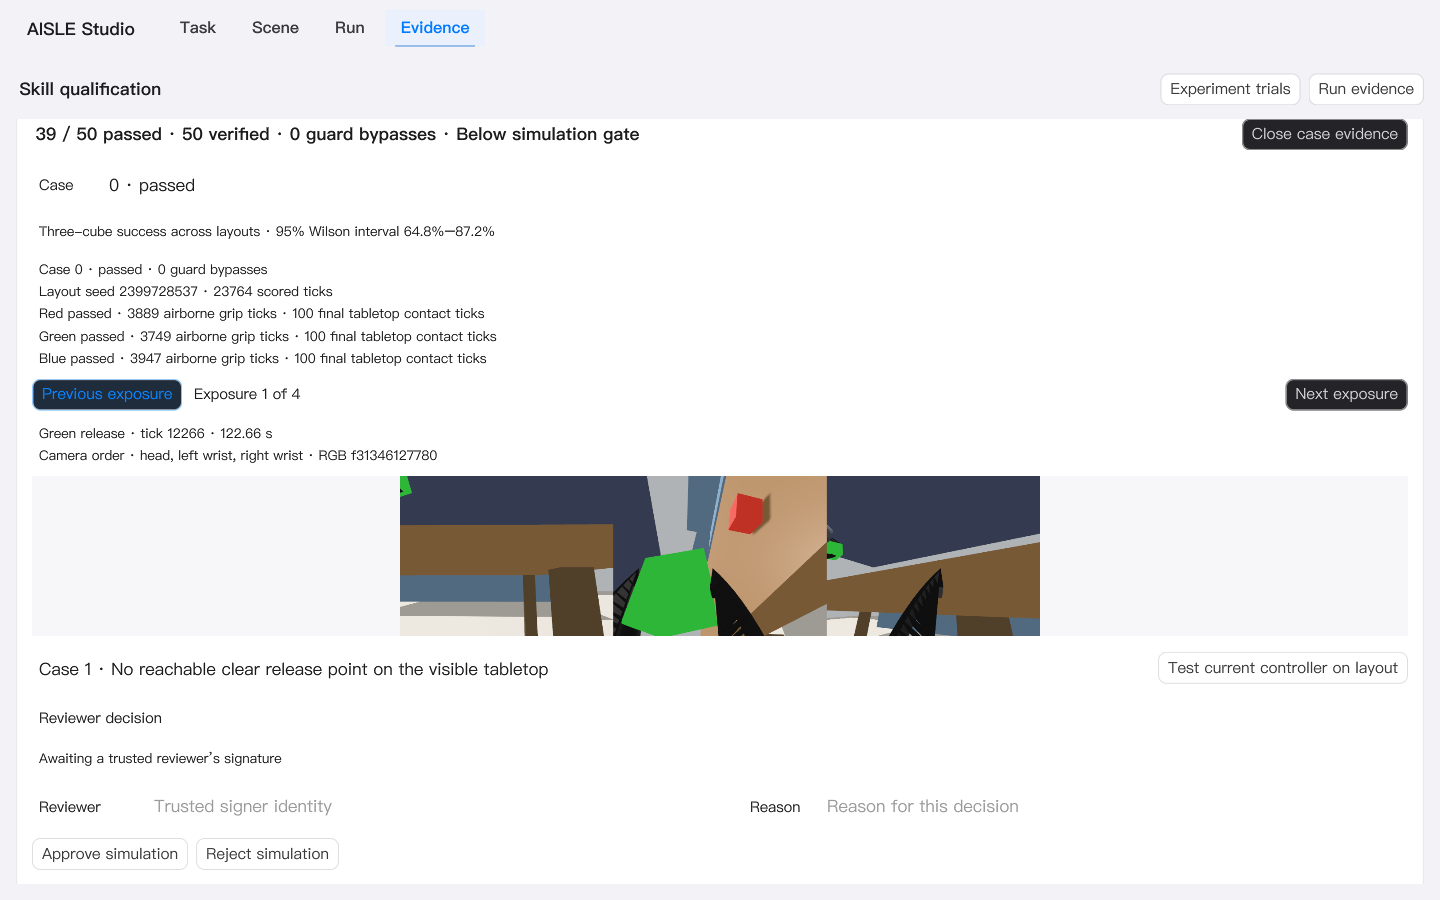 AISLE Studio Task Scene Run Evidence
Skill qualification Experiment trials Run evidence
39 / 50 passed · 50 verified · 0 guard bypasses · Below simulation gate Close case evidence
Case 0 · passed
Three-cube success across layouts · 95% Wilson interval 64.8%–87.2%
Case 0 · passed · 0 guard bypasses
Layout seed 2399728537 · 23764 scored ticks
Red passed · 3889 airborne grip ticks · 100 final tabletop contact ticks
Green passed · 3749 airborne grip ticks · 100 final tabletop contact ticks
Blue passed · 3947 airborne grip ticks · 100 final tabletop contact ticks
Previous exposure Exposure 1 of 4 Next exposure
Green release · tick 12266 · 122.66 s
Camera order · head, left wrist, right wrist · RGB f31346127780
Case 1 · No reachable clear release point on the visible tabletop Test current controller on layout
Reviewer decision
Awaiting a trusted reviewer’s signature
Reviewer Trusted signer identity Reason Reason for this decision
Approve simulation Reject simulation